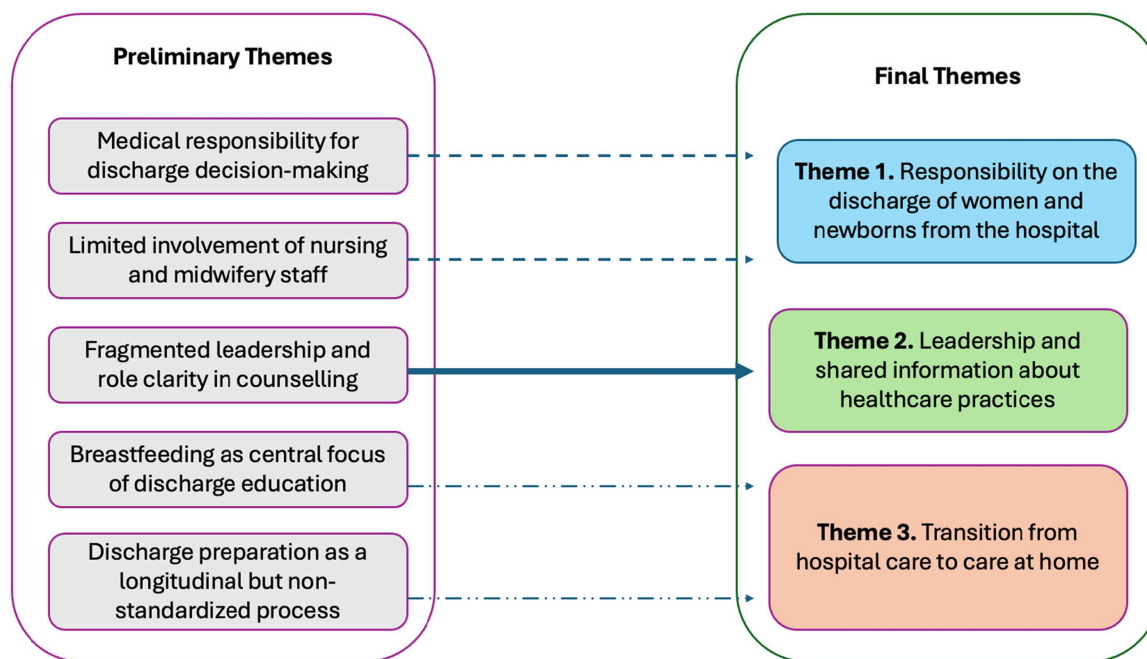 Preliminary Themes
Medical responsibility for
discharge decision-making
Limited involvement of nursing
and midwifery staff
Fragmented leadership and
role clarity in counselling
Breastfeeding as central focus
of discharge education
Discharge preparation as a
longitudinal but non-
standardized process
Final Themes
Theme 1. Responsibility on the
discharge of women and
newborns from the hospital
Theme 2. Leadership and
shared information about
healthcare practices
Theme 3. Transition from
hospital care to care at home